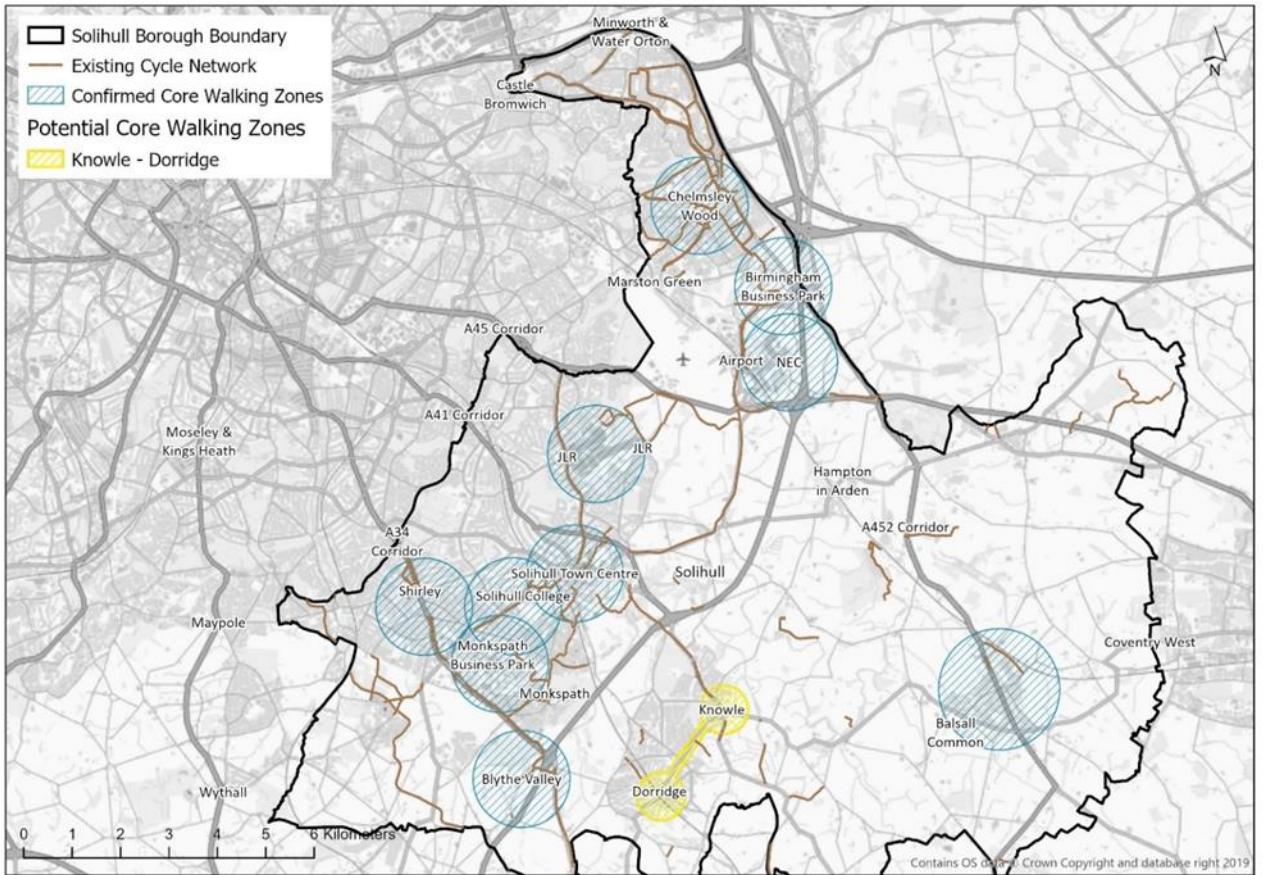 Solihull Borough Boundary
Existing Cycle Network
Confirmed Core Walking Zones
Potential Core Walking Zones
Knowle - Dorridge
Minworth &
Water Orton
N
Castle
Bromwich
Chelmsley
Wood
Marston Green
Birmingham
Business Park
A45 Corridor
Airport
NEC
A41 Corridor
Moseley &
Kings Heath
JLR
JLR
Hampton
in Arden
A452 Corridor
A34
Corridor
Solihull Town Centre
Solihull
Shirley
Solihull College
Maypole
Monkspath
Business Park
Coventry West
Monkspath
Knowle
Balsall
Common
Blythe Valley
Dorridge
Wythall
0 1 2 3 4 5 6 Kilometers
Contains OS data © Crown Copyright and database right 2019